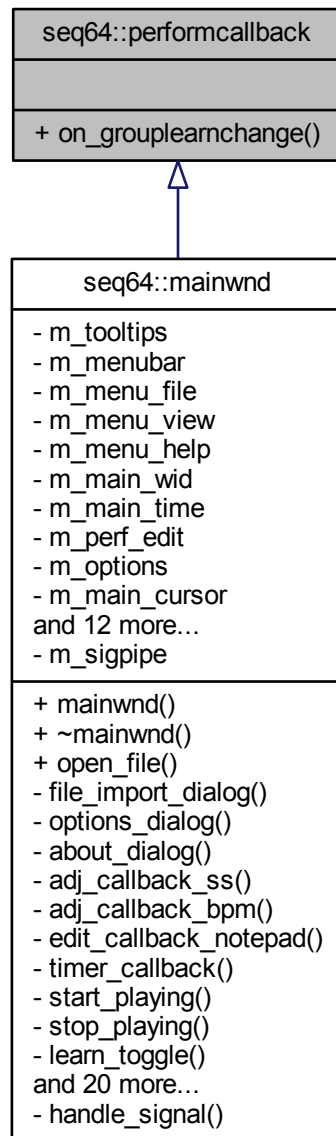 seq64::performcallback
+ on_grouplearnchange()
seq64::mainwnd
- m_tooltips
- m_menubar
- m_menu_file
- m_menu_view
- m_menu_help
- m_main_wid
- m_main_time
- m_perf_edit
- m_options
- m_main_cursor
and 12 more...
- m_sigpipe
+ mainwnd()
+ ~mainwnd()
+ open_file()
- file_import_dialog()
- options_dialog()
- about_dialog()
- adj_callback_ss()
- adj_callback_bpm()
- edit_callback_notepad()
- timer_callback()
- start_playing()
- stop_playing()
- learn_toggle()
and 20 more...
- handle_signal()